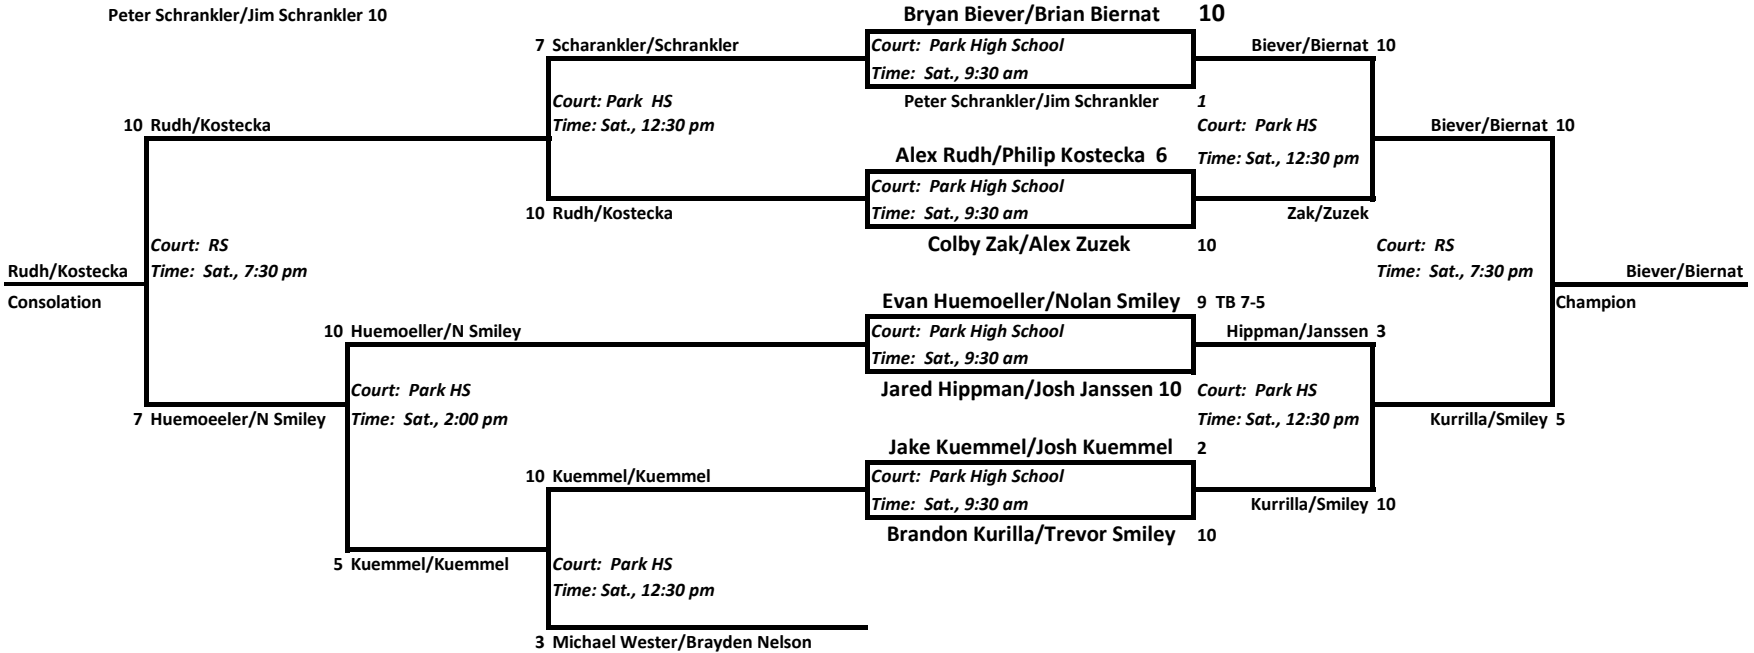 Peter Schrankler/Jim Schrankler 10
Bryan Biever/Brian Biernat 10
7 Scharankler/Schrankler
Court: Park High School
Biever/Biernat 10
Time: Sat., 9:30 am
Court: Park HS
Peter Schrankler/Jim Schrankler 1
10 Rudh/Kostecka
Time: Sat., 12:30 pm
Court: Park HS
Biever/Biernat 10
Alex Rudh/Philip Kostecka 6
Time: Sat., 12:30 pm
Court: Park High School
10 Rudh/Kostecka
Time: Sat., 9:30 am
Zak/Zuzek
Court: RS
Colby Zak/Alex Zuzek 10
Court: RS
Rudh/Kostecka
Time: Sat., 7:30 pm
Time: Sat., 7:30 pm
Biever/Biernat
Consolation
Evan Huemoeller/Nolan Smiley 9 TB 7-5
Champion
10 Huemoeller/N Smiley
Court: Park High School
Hippman/Janssen 3
Time: Sat., 9:30 am
Court: Park HS
Jared Hippman/Josh Janssen 10
Court: Park HS
7 Huemoeeler/N Smiley
Time: Sat., 2:00 pm
Time: Sat., 12:30 pm
Kurrilla/Smiley 5
Jake Kuemmel/Josh Kuemmel 2
10 Kuemmel/Kuemmel
Court: Park High School
Time: Sat., 9:30 am
Kurrilla/Smiley 10
Brandon Kurilla/Trevor Smiley 10
5 Kuemmel/Kuemmel
Court: Park HS
Time: Sat., 12:30 pm
3 Michael Wester/Brayden Nelson